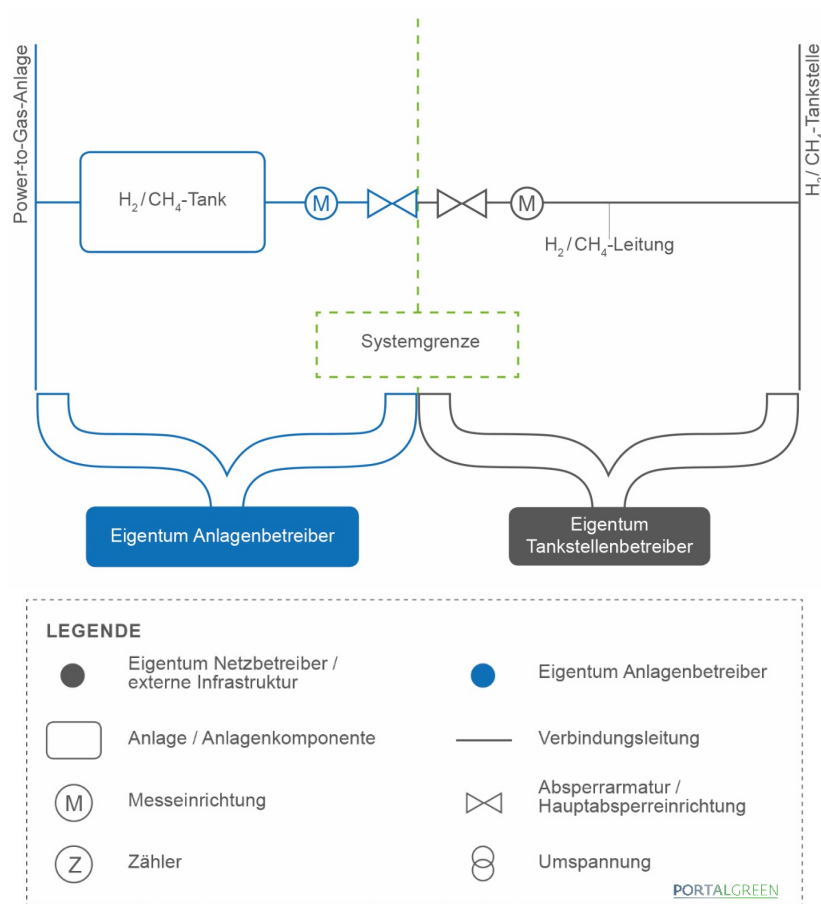 Power-to-Gas-Anlage
H₂/CH₄-Tankstelle
H₂/CH₄-Tank
M
M
H₂/CH₄-Leitung
Systemgrenze
Eigentum Anlagenbetreiber
Eigentum
Tankstellenbetreiber
LEGENDE
Eigentum Netzbetreiber /
externe Infrastruktur
Eigentum Anlagenbetreiber
Anlage / Anlagenkomponente
Verbindungsleitung
M
Messeinrichtung
Absperrarmatur /
Hauptabsperreinrichtung
Z
Zähler
Umspannung
PORTALGREEN